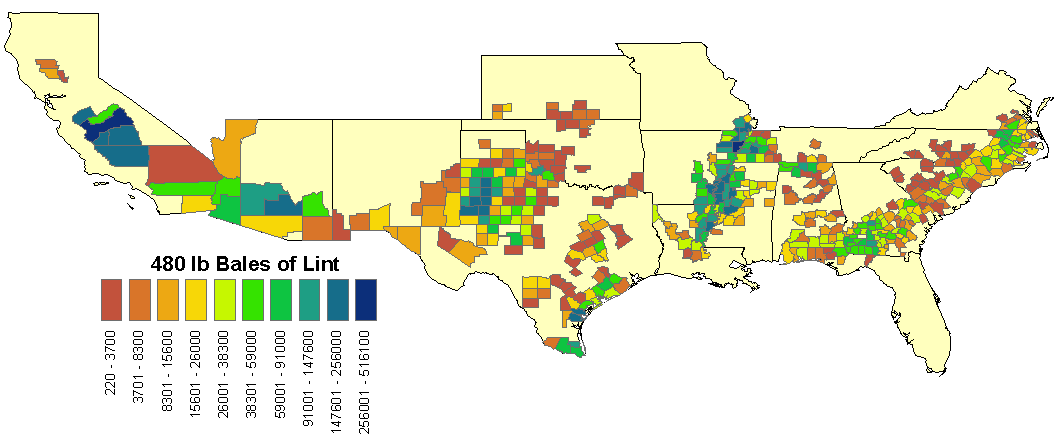 480 lb Bales of Lint
220 - 3700
3701 - 8300
8301 - 15600
15601 - 26000
26001 - 38300
38301 - 59000
59001 - 91000
91001 - 147600
147601 - 256000
256001 - 516100